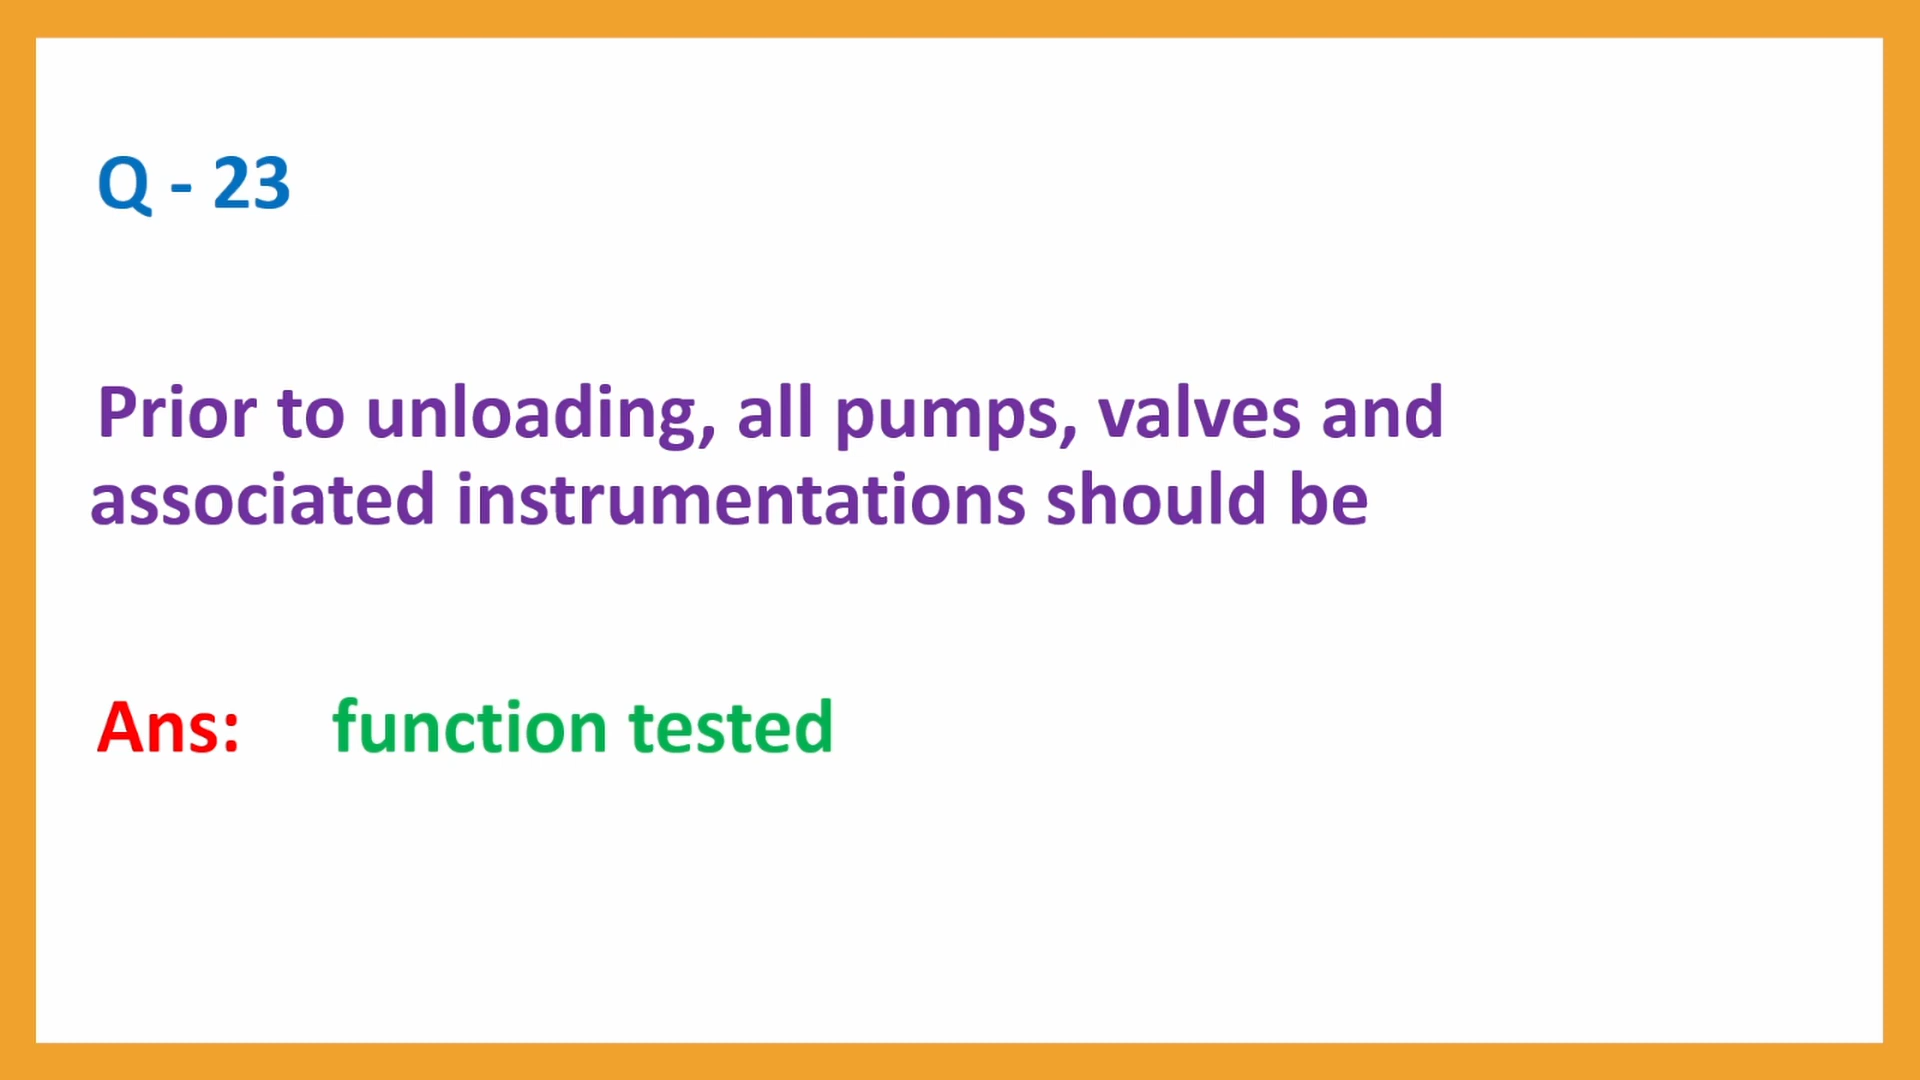 Q - 23
Prior to unloading, all pumps, valves and
associated instrumentations should be
Ans: function tested